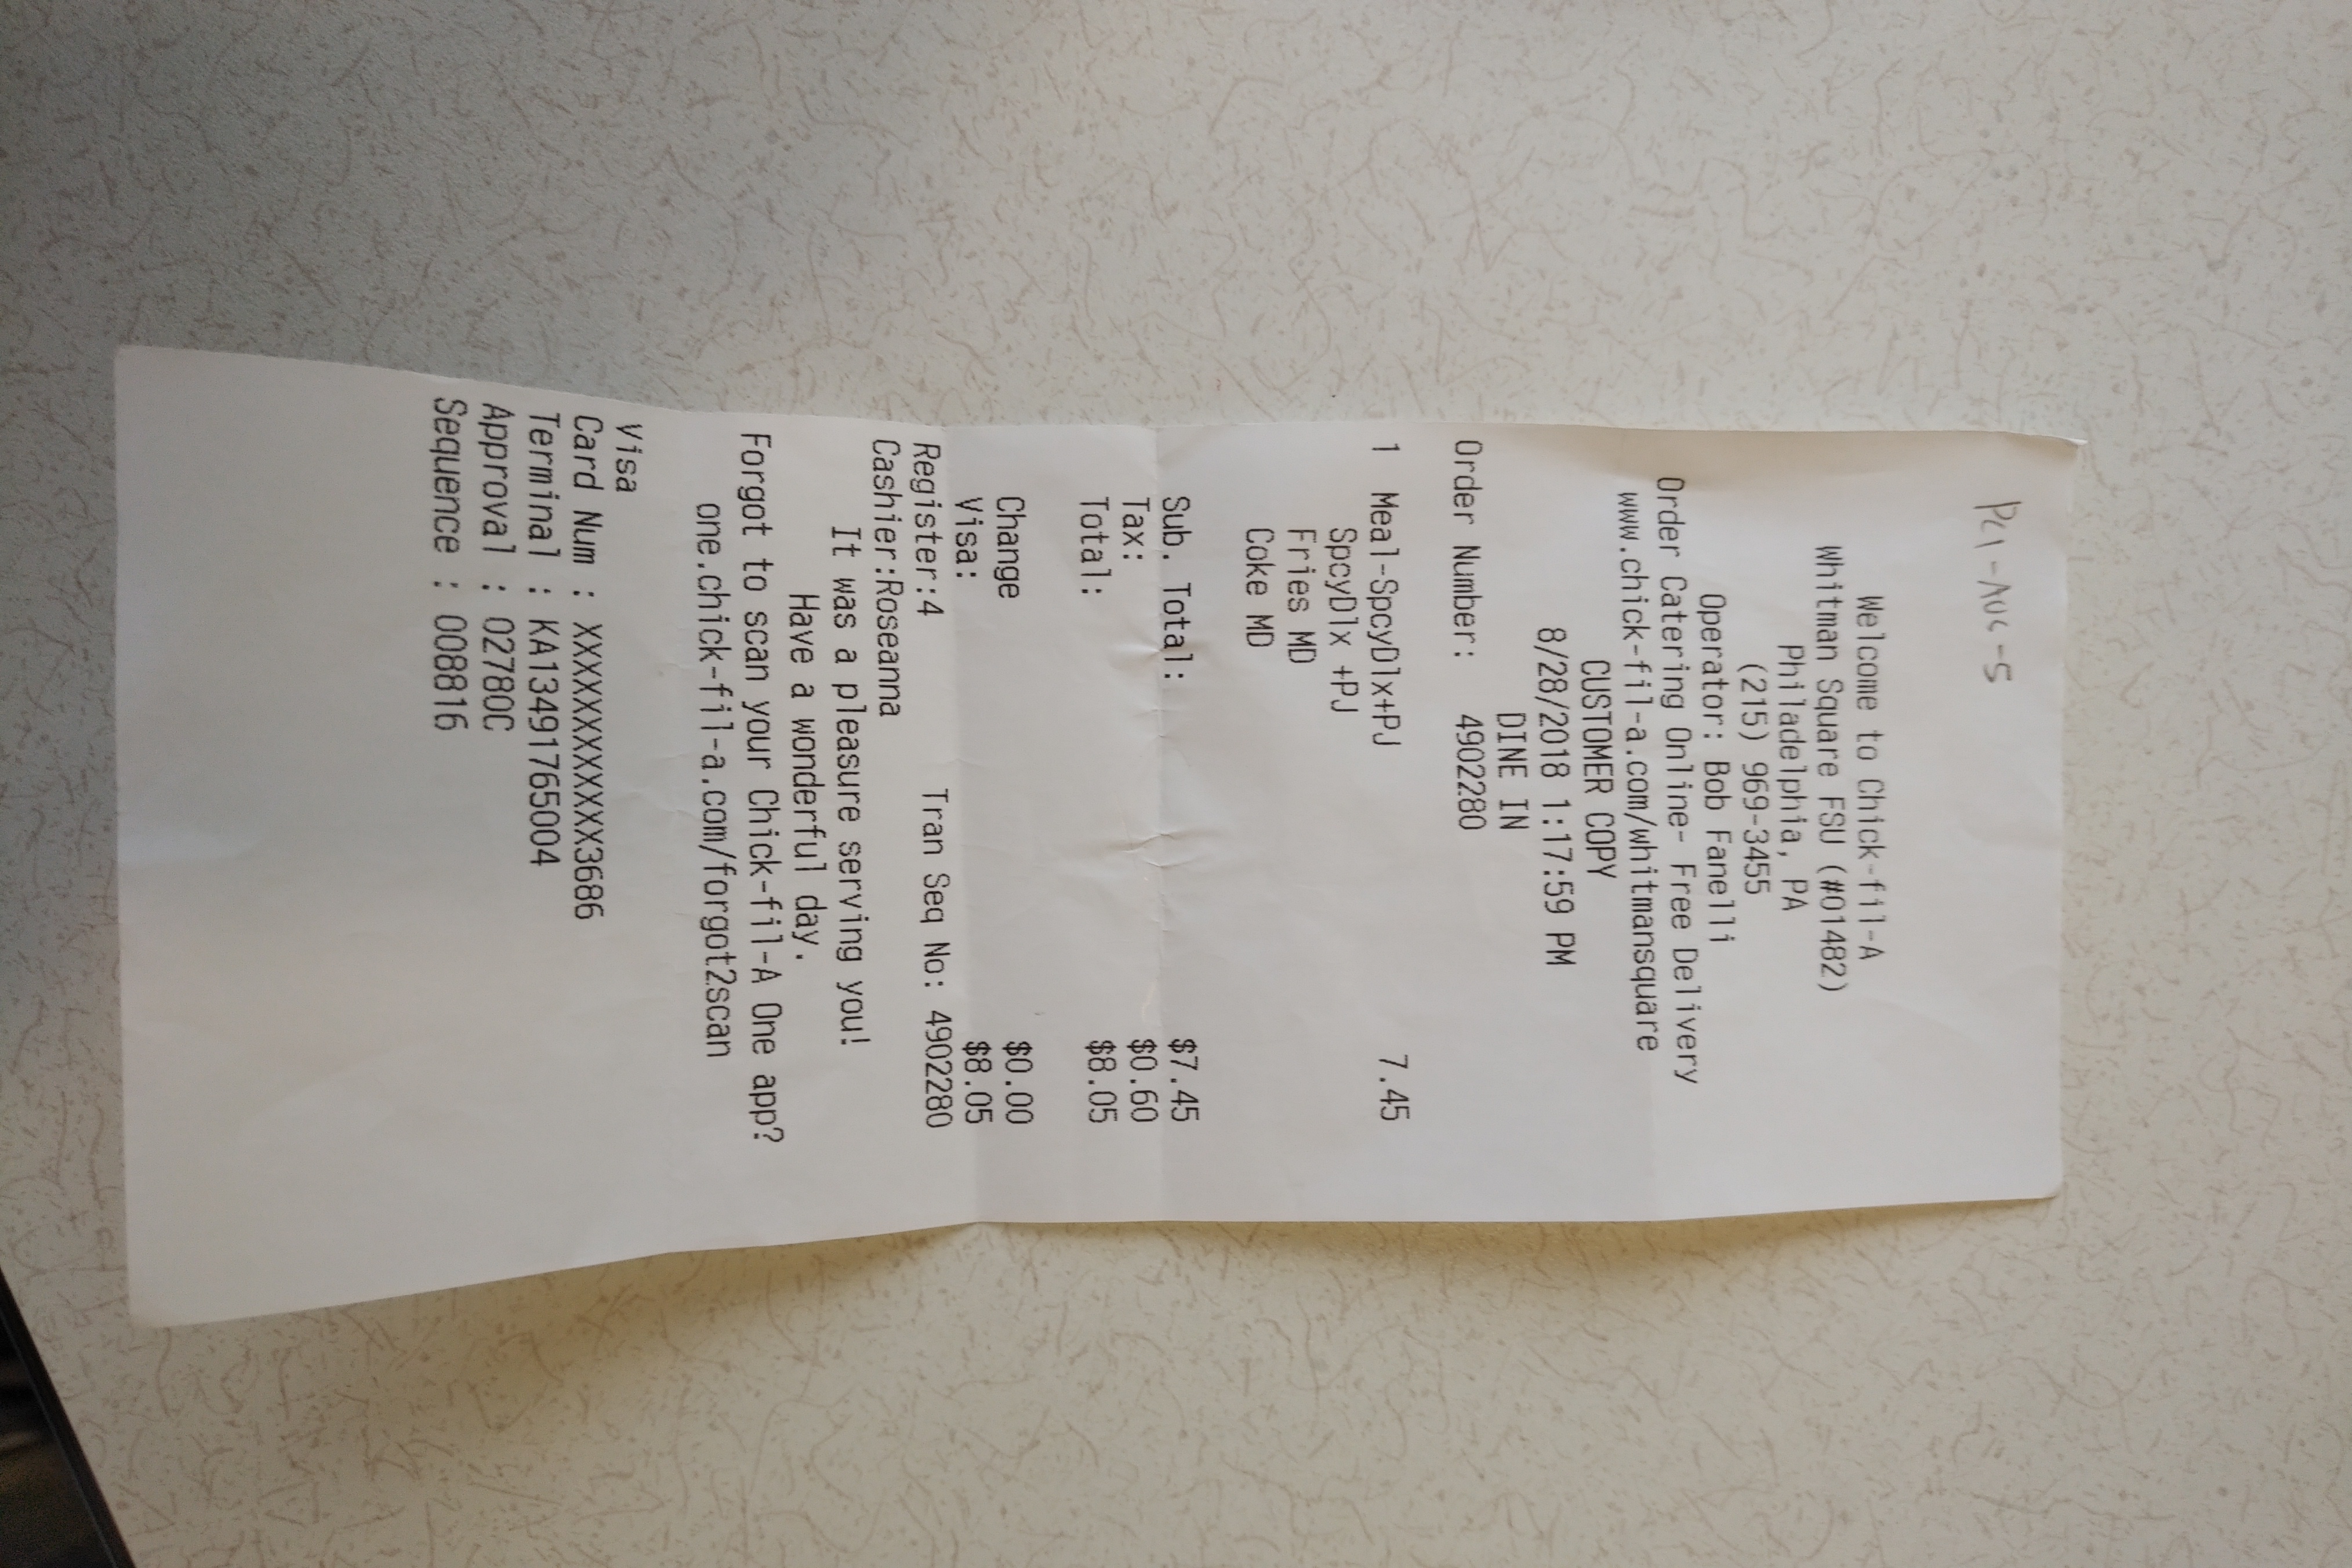 PCI-AUG-5
Welcome to Chick-fil-A
Whitman Square FSU (#01482)
Philadelphia, PA
(215) 969-3455
Operator: Bob Fanelli
Order Catering Online- Free Delivery
www.chick-fil-a.com/whitmansquare
CUSTOMER COPY
8/28/2018 1:17:59 PM
DINE IN
Order Number: 4902280
1 Meal-SpcyDlx+PJ 7.45
SpcyDlx +PJ
Fries MD
Coke MD
Sub. Total: $7.45
Tax: $0.60
Total: $8.05
Change $0.00
Visa: $8.05
Register:4 Tran Seq No: 4902280
Cashier:Roseanna
It was a pleasure serving you!
Have a wonderful day.
Forgot to scan your Chick-fil-A One app?
one.chick-fil-a.com/forgot2scan
Visa
Card Num : XXXXXXXXXXXX3686
Terminal : KA13491765004
Approval : 02780C
Sequence : 008816